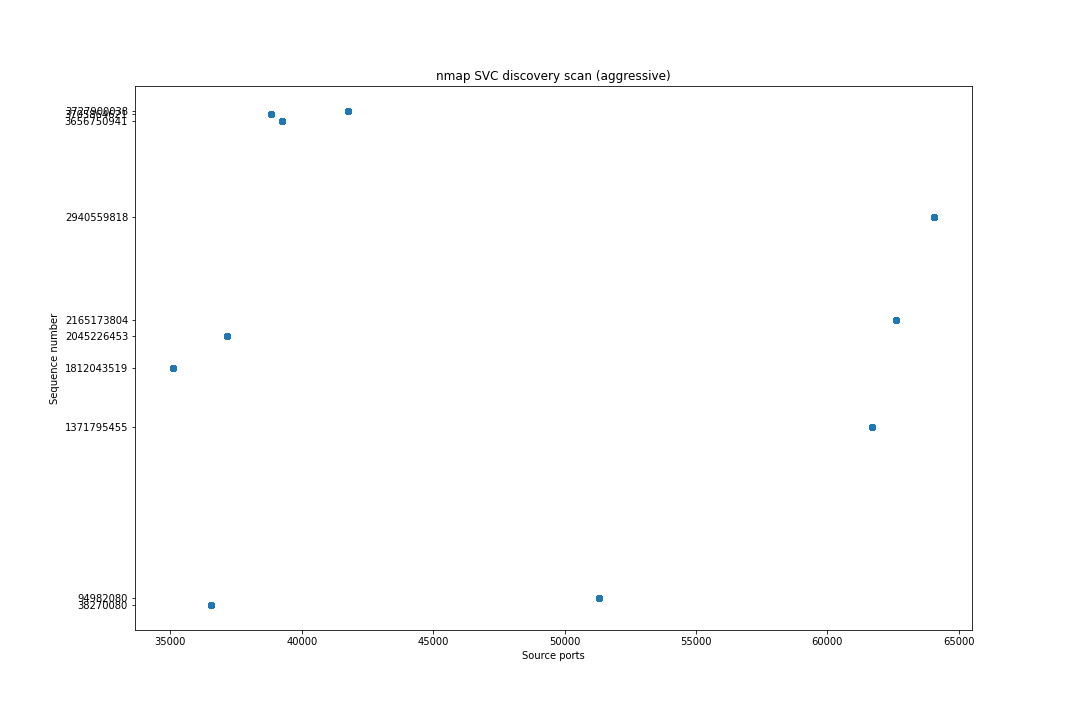 nmap SVC discovery scan (aggressive)
3656750941
2940559818
2165173804
2045226453
1812043519
1371795455
94982080
38270080
Sequence number
35000 40000 45000 50000 55000 60000 65000
Source ports